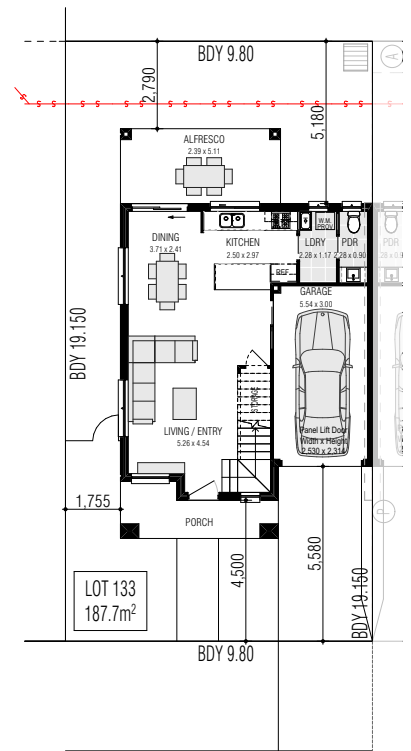 BDY 9.80
A
S S S S S S S S S
2,790
5,180
ALFRESCO
2.39 x 5.11
W.M.
PROV
DINING
3.71 x 2.41
KITCHEN
2.50 x 2.97
LDRY
2.28 x 1.17
PDR
2.28 x 0.90
PDR
REF
GARAGE
5.54 x 3.00
BDY 19.150
STORE
LIVING / ENTRY
5.26 x 4.54
Panel Lift Door
Width x Height
2.530 x 2.314
1,755
PORCH
P
4,500
5,580
BDY 19.150
LOT 133
187.7m²
BDY 9.80